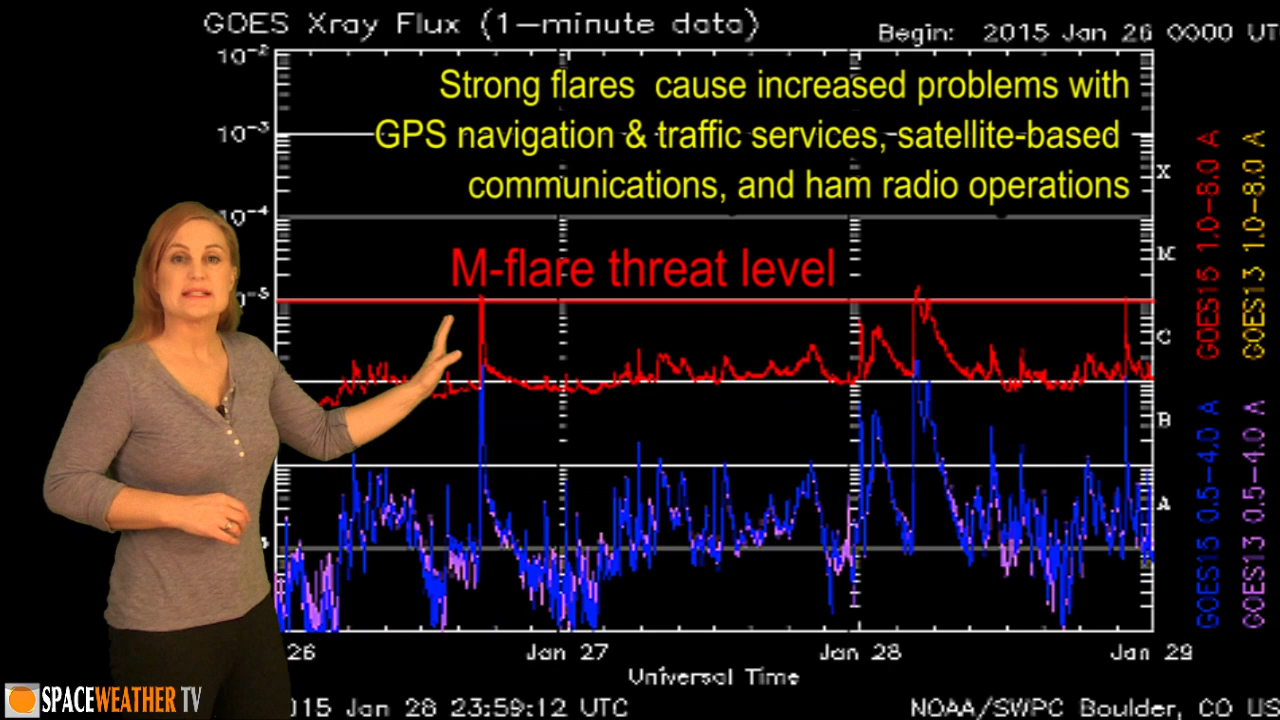 GOES Xray Flux (1-minute data)
Begin: 2015 Jan 26 0000 UT
10-2
Strong flares cause increased problems with
10-3
GPS navigation & traffic services, satellite-based
communications, and ham radio operations
X
10-4
M-flare threat level
M
-5
C
B
A
GOES15 1.0-8.0 A
GOES13 1.0-8.0 A
GOES15 0.5-4.0 A
GOES13 0.5-4.0 A
26
Jan 27
Jan 28
Jan 29
Universal Time
SPACEWEATHER TV
015 Jan 28 23:59:12 UTC
NOAA/SWPC Boulder, CO US